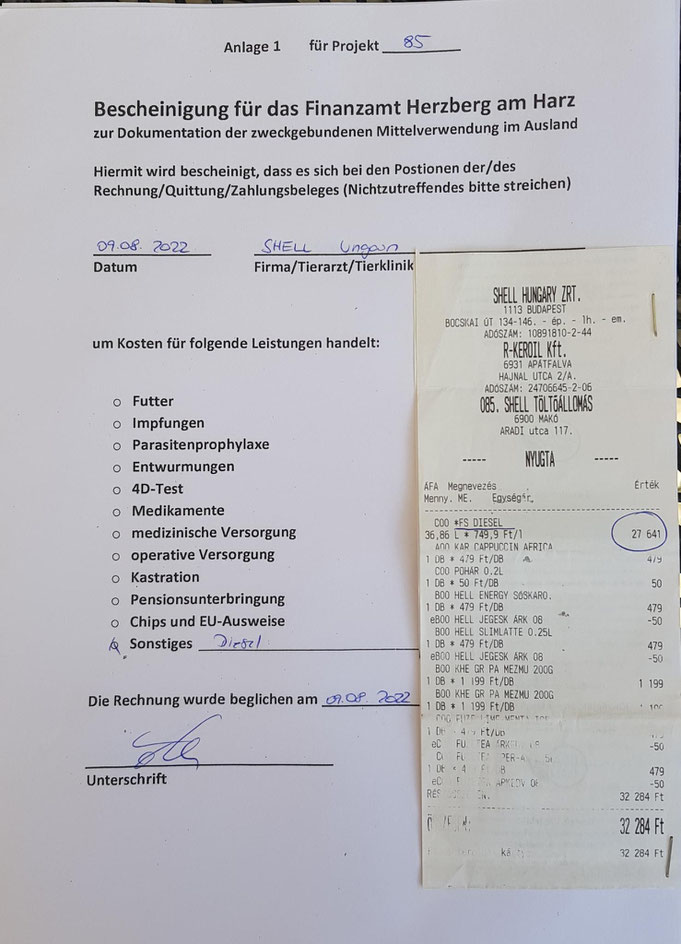 Anlage 1 für Projekt 85
Bescheinigung für das Finanzamt Herzberg am Harz
zur Dokumentation der zweckgebundenen Mittelverwendung im Ausland
Hiermit wird bescheinigt, dass es sich bei den Postionen der/des
Rechnung/Quittung/Zahlungsbeleges (Nichtzutreffendes bitte streichen)
09.08.2022 SHELL Ungarn
Datum Firma/Tierarzt/Tierklinik
um Kosten für folgende Leistungen handelt:
o Futter
o Impfungen
o Parasitenprophylaxe
o Entwurmungen
o 4D-Test
o Medikamente
o medizinische Versorgung
o operative Versorgung
o Kastration
o Pensionsunterbringung
o Chips und EU-Ausweise
o Sonstiges Diesel
Die Rechnung wurde beglichen am 09.08.2022
Unterschrift
SHELL HUNGARY ZRT.
1113 BUDAPEST
BOCSKAI ÚT 134-146. - ép. - lh. - em.
ADÓSZÁM: 10891810-2-44
R-KEROIL Kft.
6931 APÁTFALVA
HAJNAL UTCA 2/A.
ADÓSZÁM: 24706645-2-06
085. SHELL TÖLTŐÁLLOMÁS
6900 MAKÓ
ARADI utca 117.
----- NYUGTA -----
ÁFA Megnevezés Érték
Menny. ME. Egységár.
C00 *FS DIESEL
36,86 L * 749,9 Ft/l 27 641
A00 KAR CAPPUCCIN AFRICA
1 DB * 479 Ft/DB 479
C00 POHÁR 0.2L
1 DB * 50 Ft/DB 50
B00 HELL ENERGY SÓSKARO.
1 DB * 479 Ft/DB 479
eB00 HELL JEGESK ÁRK 08 -50
B00 HELL SLIMLATTE 0.25L
1 DB * 479 Ft/DB 479
eB00 HELL JEGESK ÁRK 08 -50
B00 KHE GR PA MEZMU 200G
1 DB * 1 199 Ft/DB 1 199
B00 KHE GR PA MEZMU 200G
1 DB * 1 199 Ft/DB
-50
479
-50
32 284 Ft
32 284 Ft
32 284 Ft